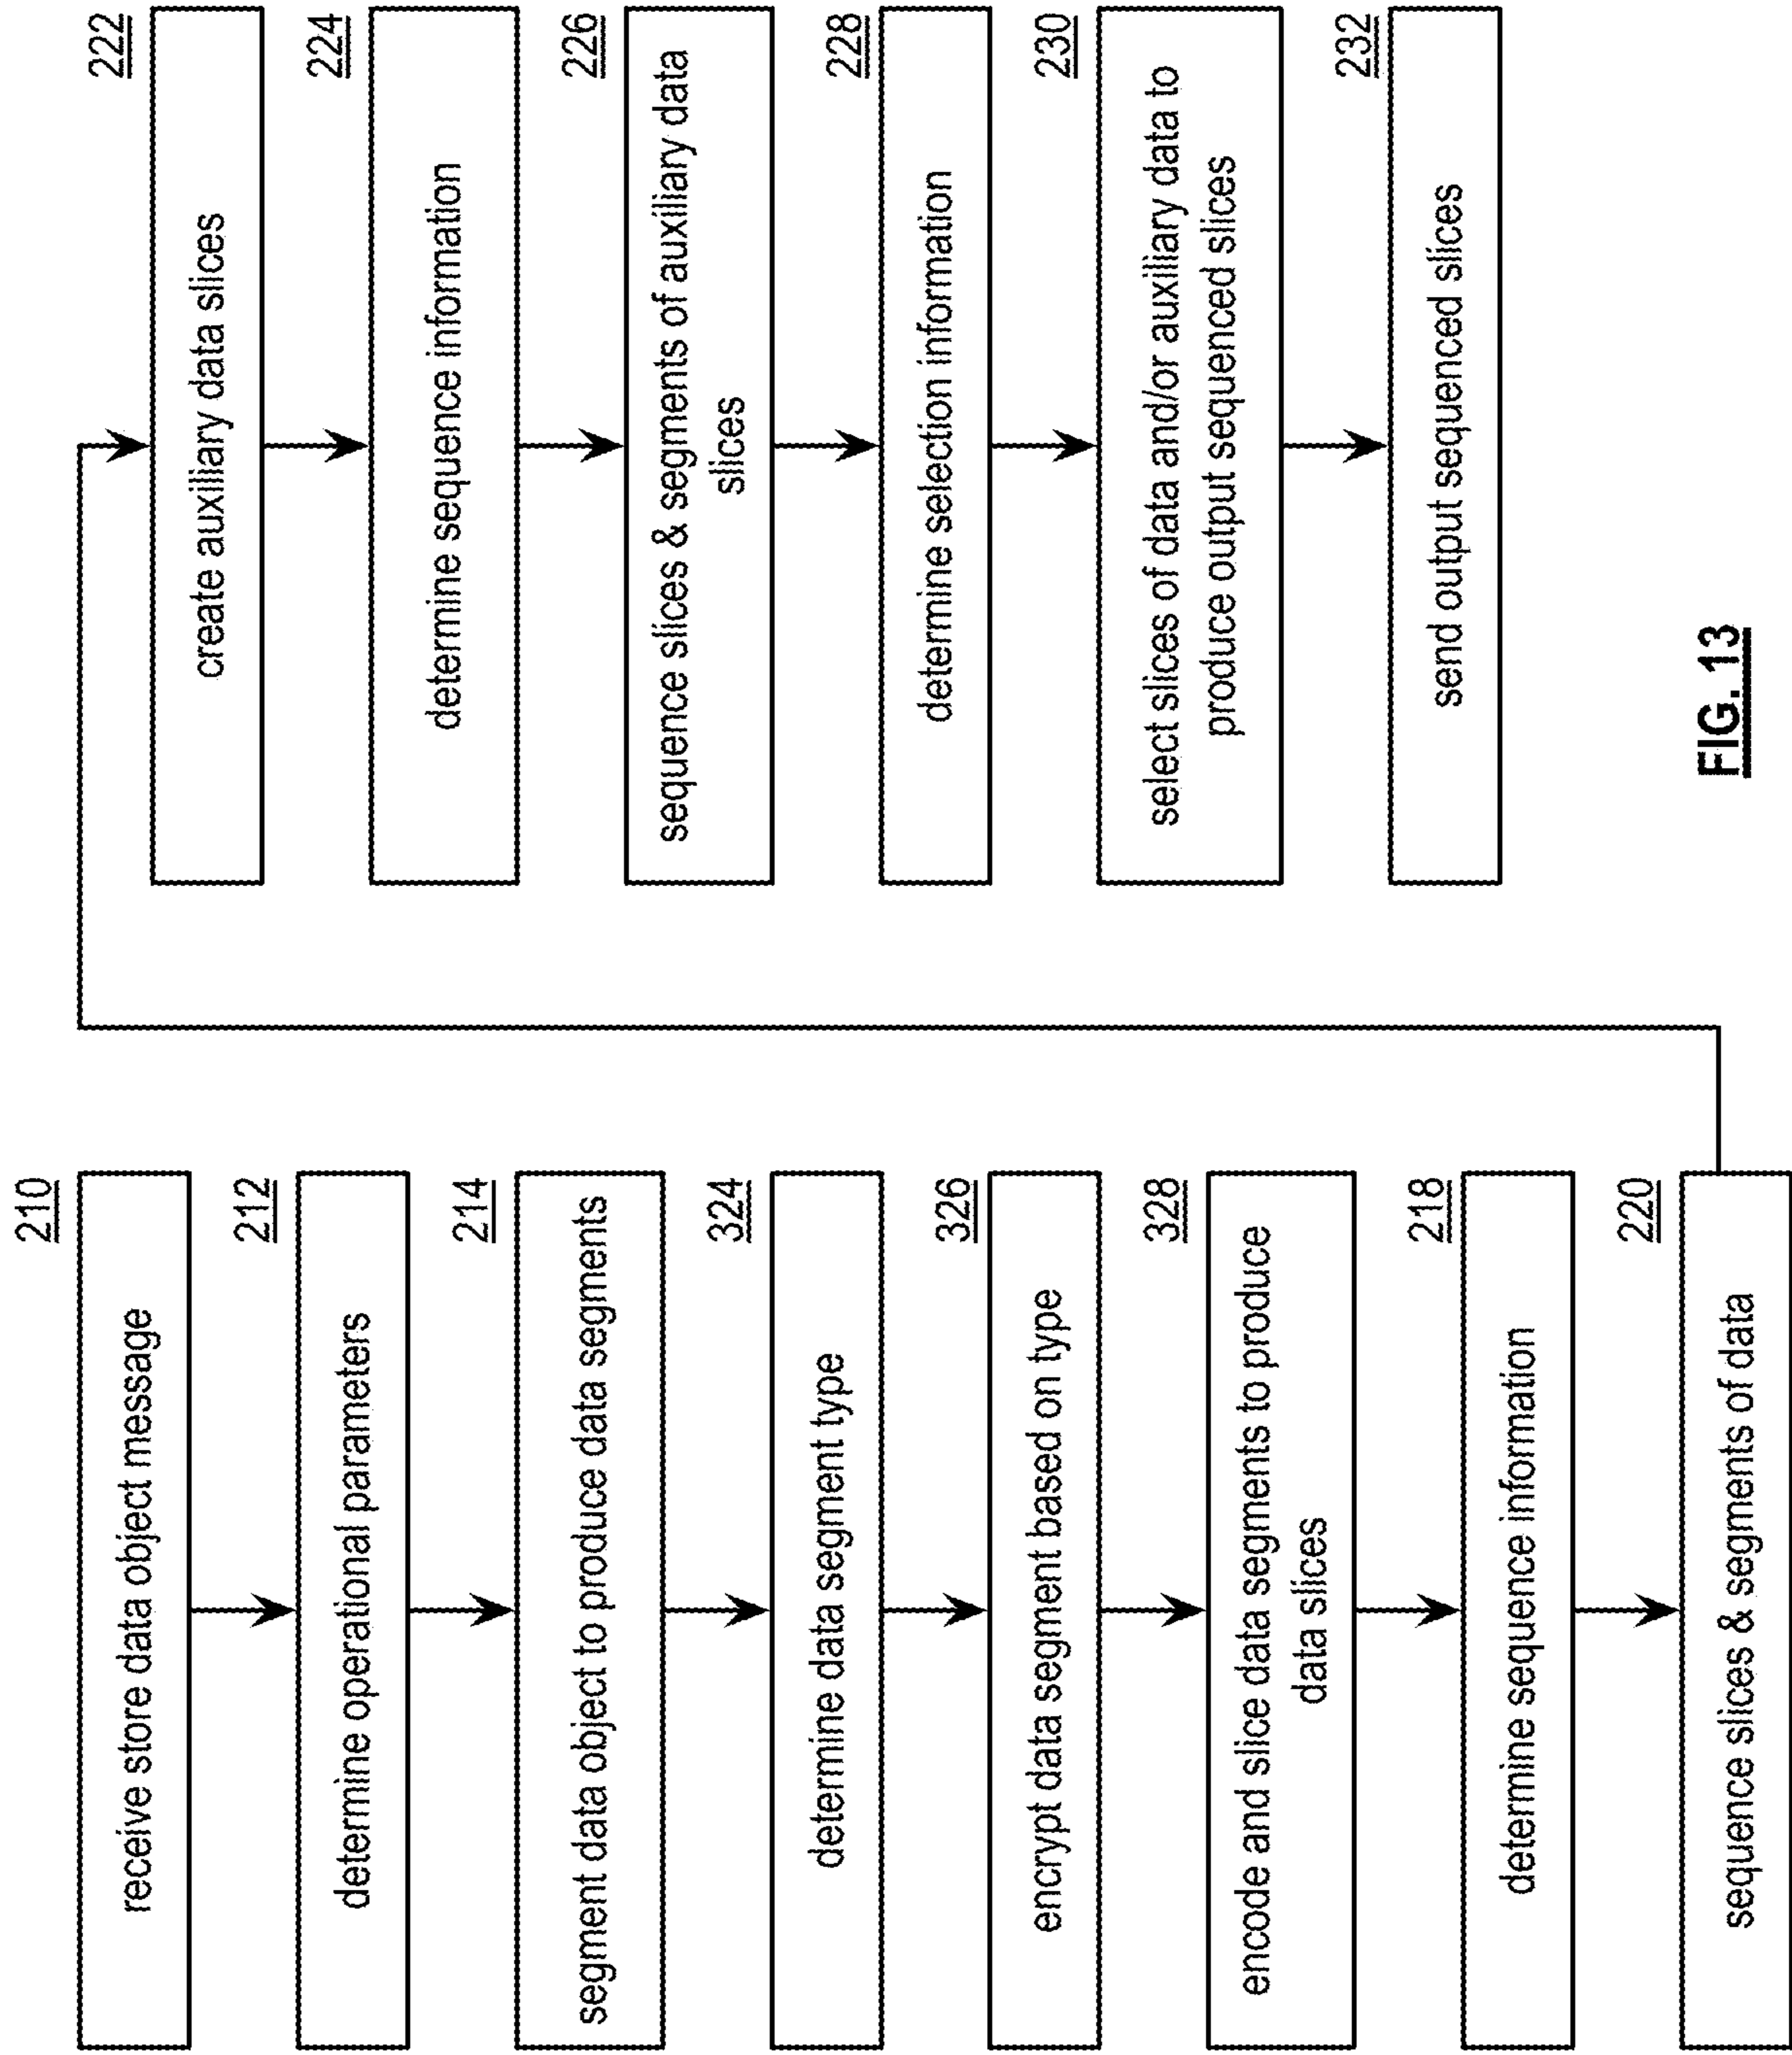 210
receive store data object message
212
determine operational parameters
214
segment data object to produce data segments
324
determine data segment type
326
encrypt data segment based on type
328
encode and slice data segments to produce
data slices
218
determine sequence information
220
sequence slices & segments of data
222
create auxiliary data slices
224
determine sequence information
226
sequence slices & segments of auxiliary data
slices
228
determine selection information
230
select slices of data and/or auxiliary data to
produce output sequenced slices
232
send output sequenced slices
FIG. 13